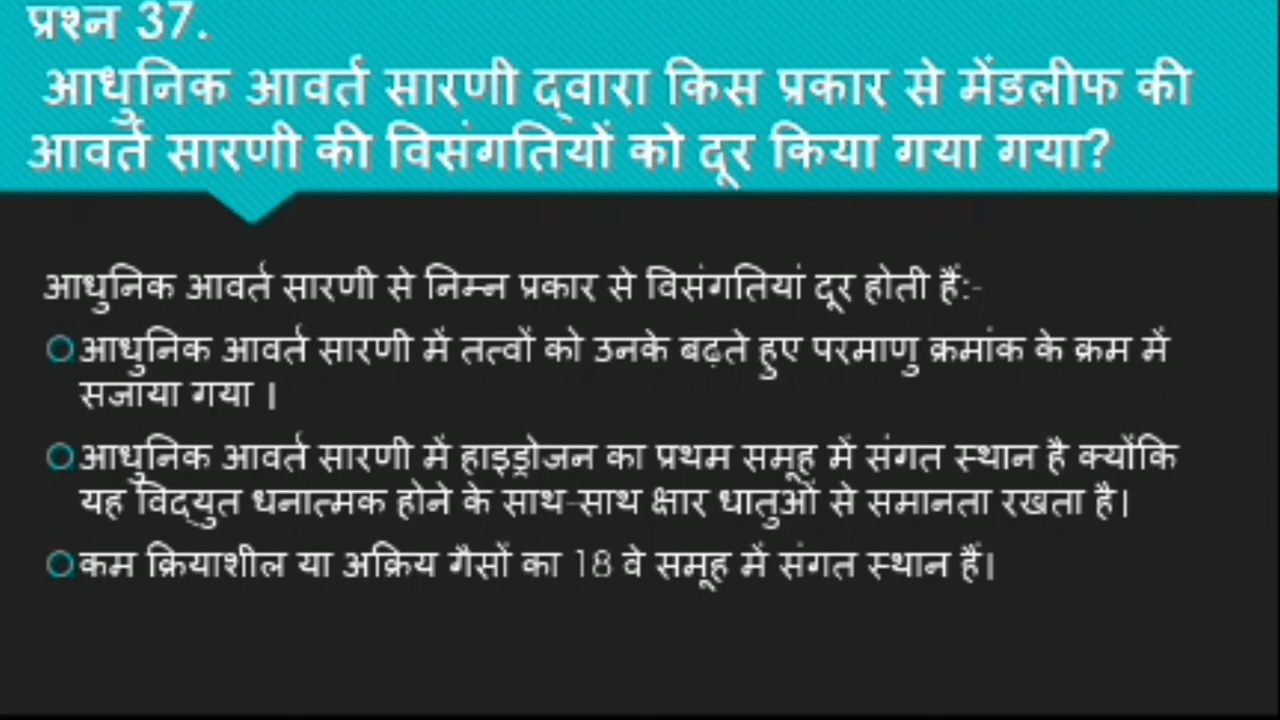 प्रश्न 37.
आधुनिक आवर्त सारणी द्वारा किस प्रकार से मेंडलीफ की
आवर्त सारणी की विसंगतियों को दूर किया गया गया?
आधुनिक आवर्त सारणी से निम्न प्रकार से विसंगतियां दूर होती हैं:-
आधुनिक आवर्त सारणी में तत्वों को उनके बढ़ते हुए परमाणु क्रमांक के क्रम में
सजाया गया ।
आधुनिक आवर्त सारणी में हाइड्रोजन का प्रथम समूह में संगत स्थान है क्योंकि
यह विद्युत धनात्मक होने के साथ-साथ क्षार धातुओं से समानता रखता है।
कम क्रियाशील या अक्रिय गैसों का 18 वे समूह में संगत स्थान हैं।